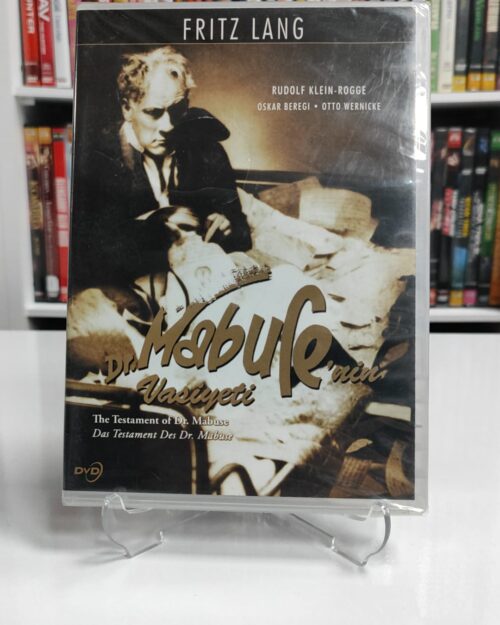 FRITZ LANG
RUDOLF KLEIN-ROGGE
OSKAR BEREGI • OTTO WERNICKE
Dr. Mabuse'nin
Vasiyeti
The Testament of Dr. Mabuse
Das Testament Des Dr. Mabuse
DVD